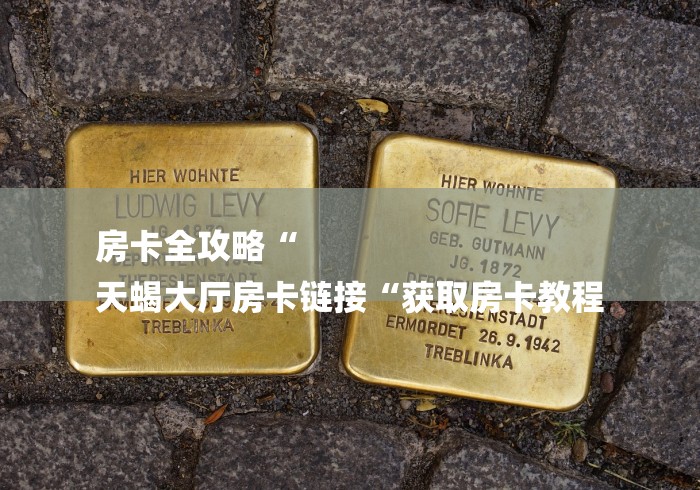 HIER WOHNTE
LUDWIG LEVY
THERESIENSTADT
TREBLINKA
HIER WOHNTE
SOFIE LEVY
GEB. GUTMANN
JG. 1872
ERMORDET 26.9.1942
TREBLINKA
房卡全攻略“
天蝎大厅房卡链接“获取房卡教程